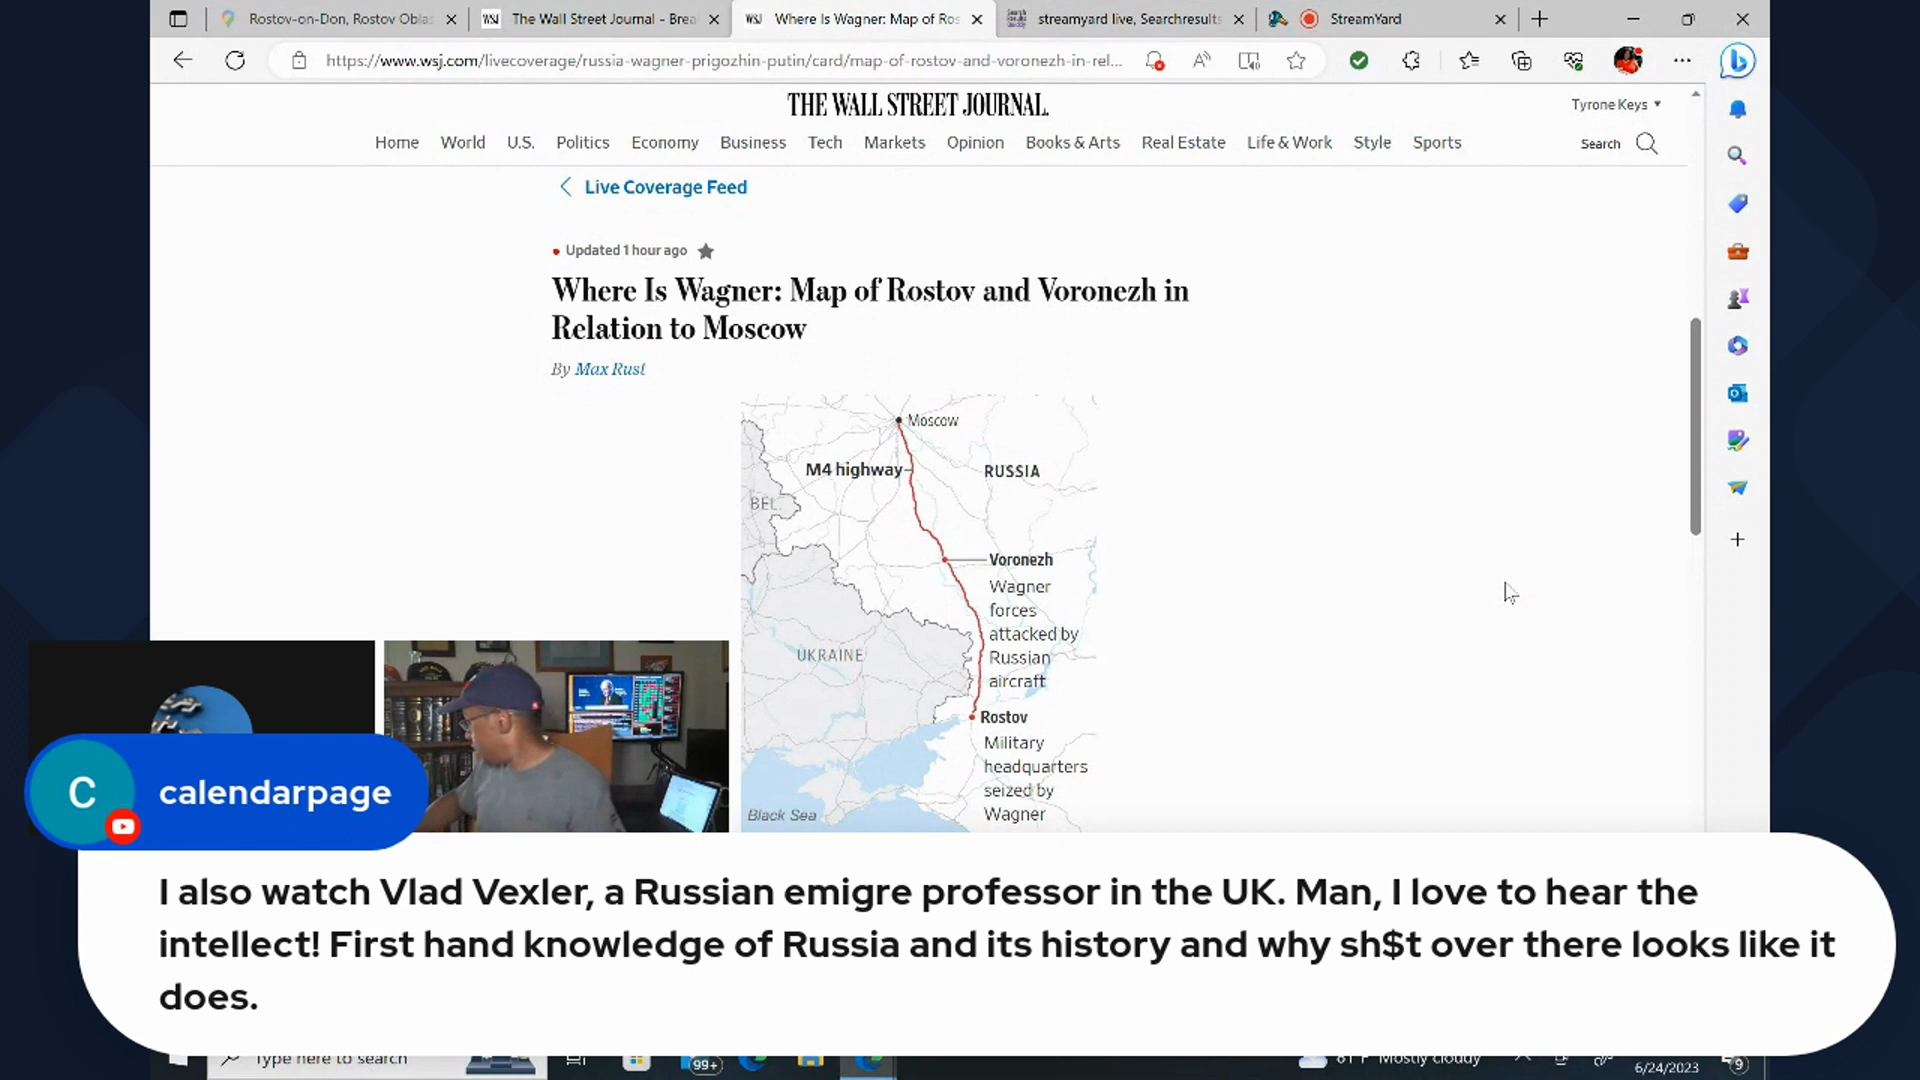 Rostov-on-Don, Rostov Obla
WSJ
The Wall Street Journal - Brea
WSJ
Where Is Wagner: Map of Ros
streamyard live, Searchresults
StreamYard
https://www.wsj.com/livecoverage/russia-wagner-prigozhin-putin/card/map-of-rostov-and-voronezh-in-rel...
THE WALL STREET JOURNAL.
Tyrone Keys
Home World U.S. Politics Economy Business Tech Markets Opinion Books & Arts Real Estate Life & Work Style Sports
Search
Live Coverage Feed
Updated 1 hour ago
Where Is Wagner: Map of Rostov and Voronezh in
Relation to Moscow
By Max Rust
Moscow
M4 highway
RUSSIA
BEL.
Voronezh
Wagner
forces
attacked by
Russian
aircraft
UKRAINE
Rostov
Military
headquarters
seized by
Wagner
Black Sea
C
calendarpage
I also watch Vlad Vexler, a Russian emigre professor in the UK. Man, I love to hear the
intellect! First hand knowledge of Russia and its history and why sh$t over there looks like it
does.
Type here to search
99+
81°F Mostly cloudy
6/24/2023
9